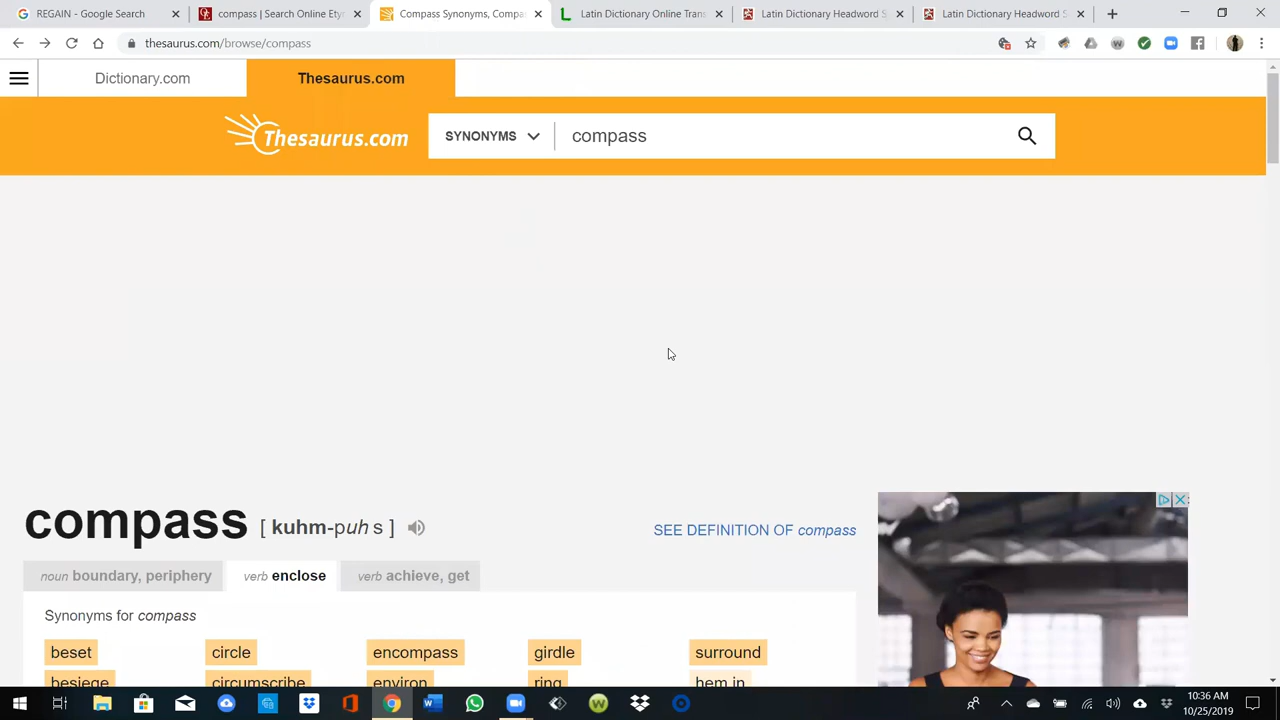 REGAIN - Google Search
compass | Search Online Ety
Compass Synonyms, Compa
Latin Dictionary Online Trans
Latin Dictionary Headword S
Latin Dictionary Headword S
thesaurus.com/browse/compass
Dictionary.com
Thesaurus.com
Thesaurus.com
SYNONYMS
compass
compass [ kuhm-puhs ]
SEE DEFINITION OF compass
noun boundary, periphery
verb enclose
verb achieve, get
Synonyms for compass
beset circle encompass girdle surround
besiege circumscribe environ ring hem in
10:36 AM
10/25/2019